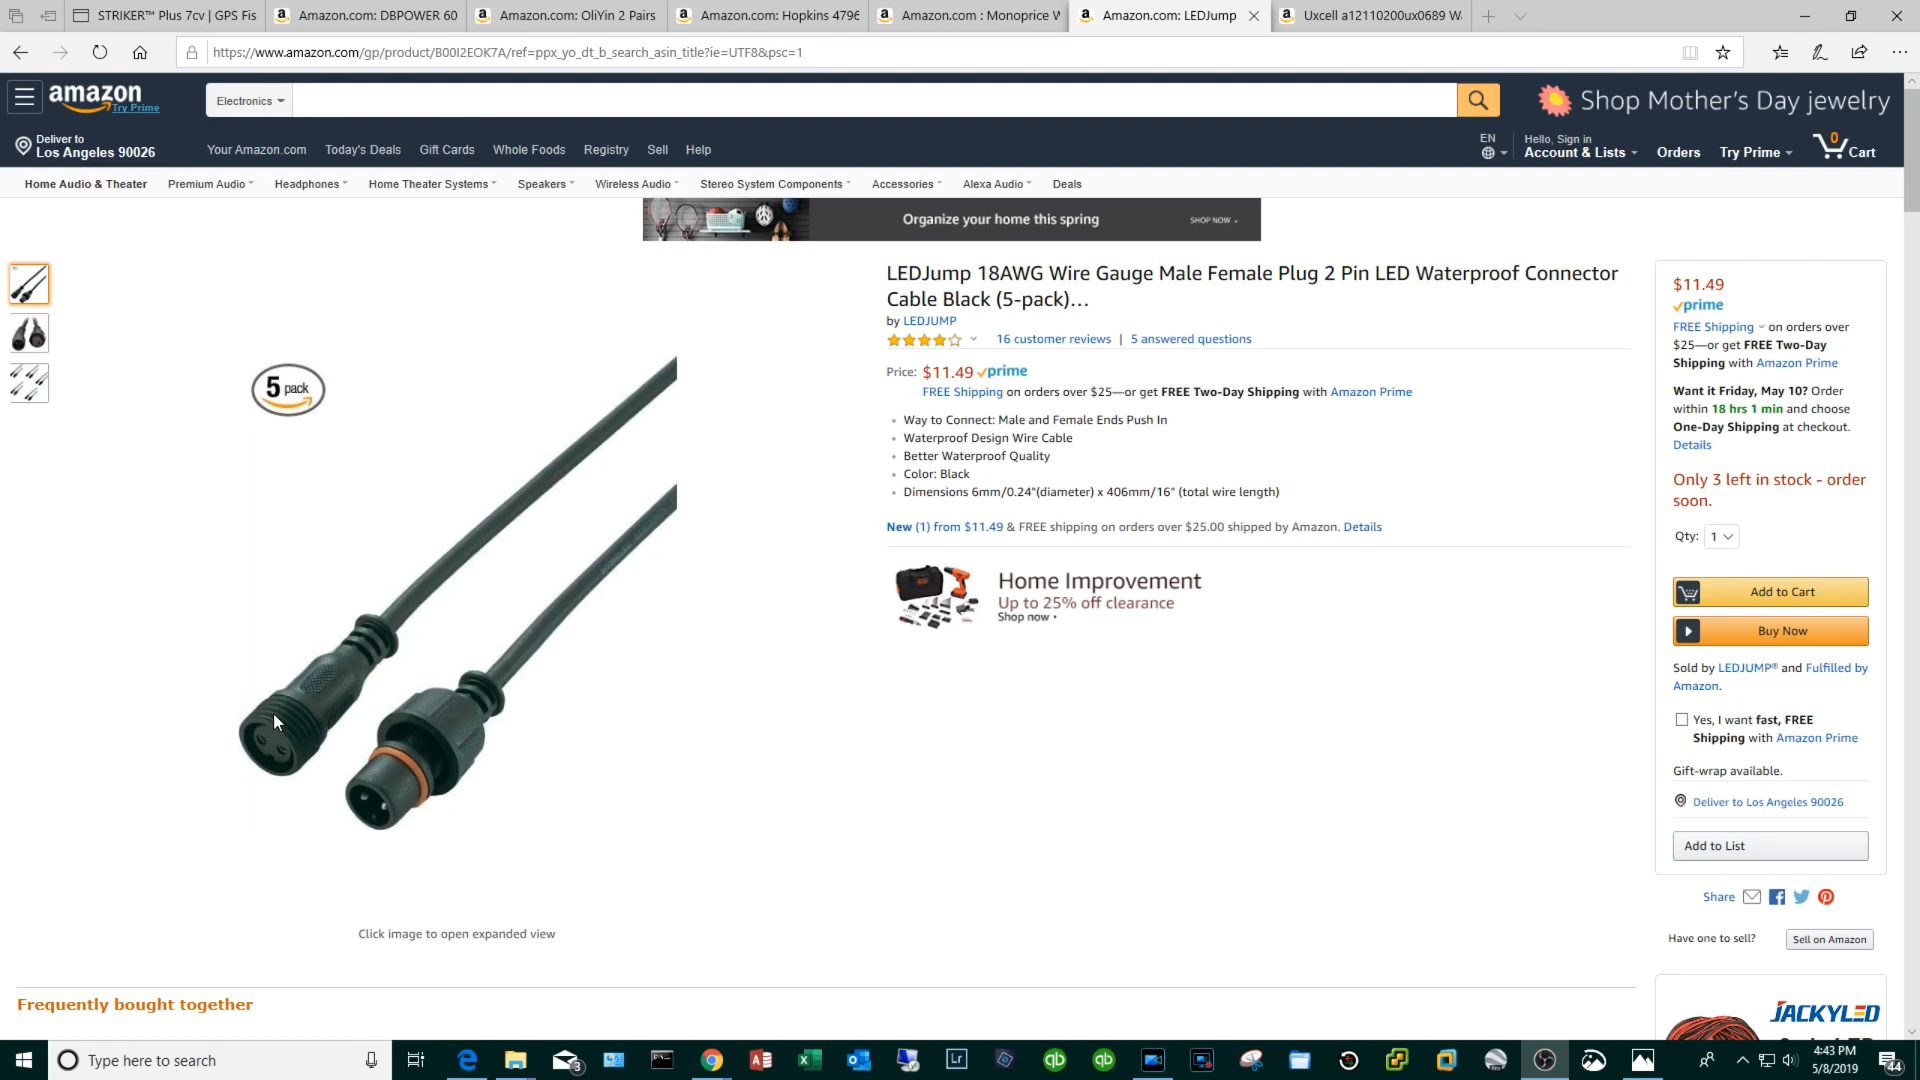 STRIKER™ Plus 7cv | GPS Fis
Amazon.com: DBPOWER 60
Amazon.com: OliYin 2 Pairs
Amazon.com: Hopkins 4796
Amazon.com : Monoprice W
Amazon.com: LEDJump
Uxcell a12110200ux0689 W
https://www.amazon.com/gp/product/B00I2EOK7A/ref=ppx_yo_dt_b_search_asin_title?ie=UTF8&psc=1
amazon
Try Prime
Electronics
Shop Mother's Day jewelry
Deliver to
Los Angeles 90026
Your Amazon.com Today's Deals Gift Cards Whole Foods Registry Sell Help
EN
Hello, Sign in
Account & Lists
Orders
Try Prime
0
Cart
Home Audio & Theater Premium Audio Headphones Home Theater Systems Speakers Wireless Audio Stereo System Components Accessories Alexa Audio Deals
Organize your home this spring SHOP NOW
5 pack
Click image to open expanded view
LEDJump 18AWG Wire Gauge Male Female Plug 2 Pin LED Waterproof Connector
Cable Black (5-pack)…
by LEDJUMP
16 customer reviews | 5 answered questions
Price: $11.49 prime
FREE Shipping on orders over $25—or get FREE Two-Day Shipping with Amazon Prime
Way to Connect: Male and Female Ends Push In
Waterproof Design Wire Cable
Better Waterproof Quality
Color: Black
Dimensions 6mm/0.24"(diameter) x 406mm/16" (total wire length)
New (1) from $11.49 & FREE shipping on orders over $25.00 shipped by Amazon. Details
Home Improvement
Up to 25% off clearance
Shop now
$11.49
prime
FREE Shipping on orders over
$25—or get FREE Two-Day
Shipping with Amazon Prime
Want it Friday, May 10? Order
within 18 hrs 1 min and choose
One-Day Shipping at checkout.
Details
Only 3 left in stock - order
soon.
Qty: 1
Add to Cart
Buy Now
Sold by LEDJUMP® and Fulfilled by
Amazon.
Yes, I want fast, FREE
Shipping with Amazon Prime
Gift-wrap available.
Deliver to Los Angeles 90026
Add to List
Share
Have one to sell? Sell on Amazon
JACKYLED
Frequently bought together
Type here to search
3
Lr
qb
qb
4:43 PM
5/8/2019
44